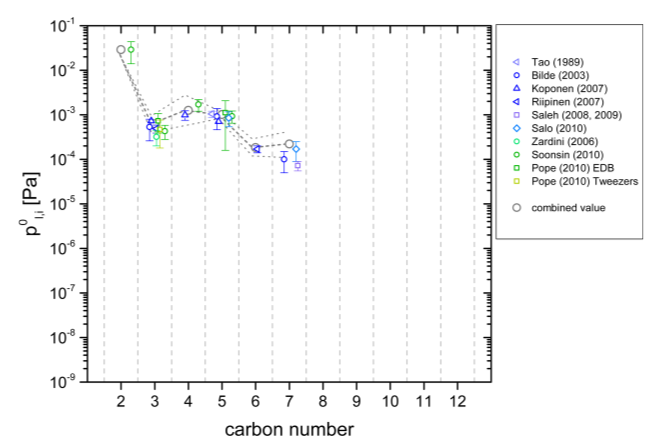 10⁻¹
10⁻²
10⁻³
10⁻⁴
10⁻⁵
10⁻⁶
10⁻⁷
10⁻⁸
10⁻⁹
p⁰ l,i [Pa]
2 3 4 5 6 7 8 9 10 11 12
carbon number
Tao (1989)
Bilde (2003)
Koponen (2007)
Riipinen (2007)
Saleh (2008, 2009)
Salo (2010)
Zardini (2006)
Soonsin (2010)
Pope (2010) EDB
Pope (2010) Tweezers
combined value